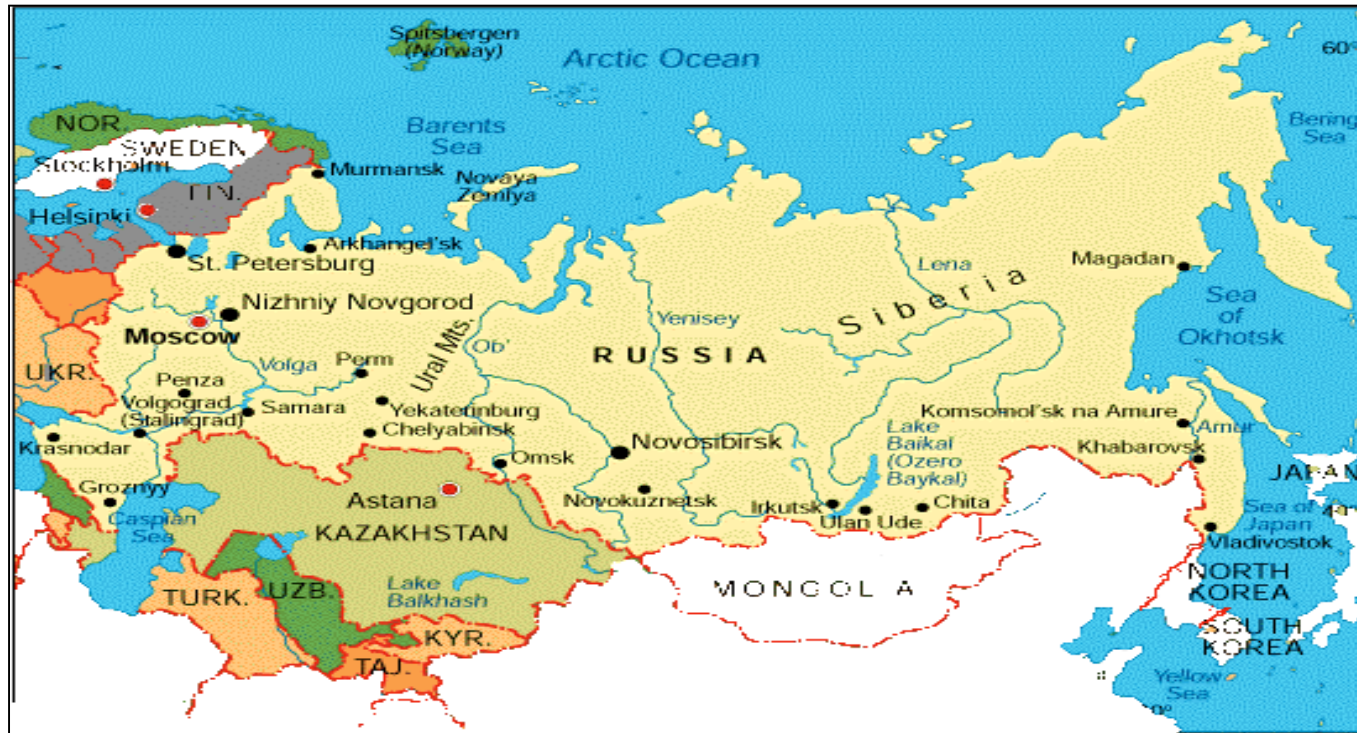 Spitsbergen
(Norway)
Arctic Ocean
60°
NOR.
Barents
Sea
Bering
Sea
SWEDEN
Stockholm
Murmansk
Novaya
Zemlya
FIN.
Helsinki
Arkhangel'sk
St. Petersburg
Lena
Magadan
Siberia
Sea
of
Okhotsk
Nizhniy Novgorod
Moscow
Yenisey
Ural Mts.
Ob'
RUSSIA
Volga
Perm
UKR.
Penza
Volgograd
(Stalingrad)
Samara
Yekaterinburg
Chelyabinsk
Komsomol'sk na Amure
Amur
Krasnodar
Novosibirsk
Lake
Baikal
(Ozero
Baykal)
Khabarovsk
Omsk
JAPAN
Groznyy
Astana
Novokuznetsk
Irkutsk
Ulan Ude
Chita
Caspian
Sea
KAZAKHSTAN
Sea of
Japan
Vladivostok
NORTH
KOREA
TURK.
UZB.
Lake
Balkhash
MONGOL A
KYR.
SOUTH
KOREA
TAJ.
Yellow
Sea